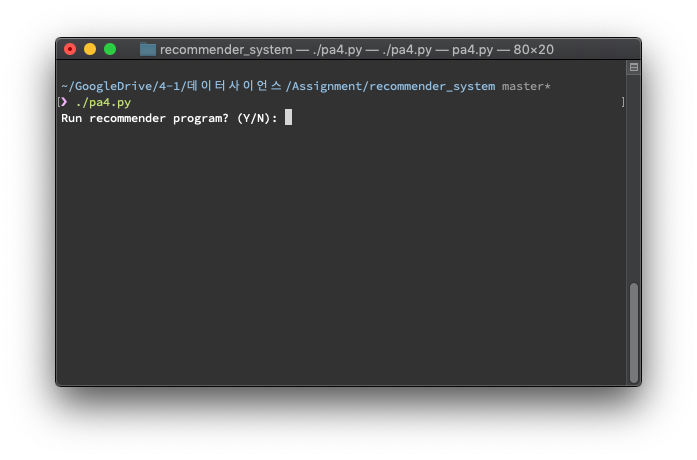 recommender_system — ./pa4.py — ./pa4.py — pa4.py — 80×20
~/GoogleDrive/4-1/데이터사이언스/Assignment/recommender_system master*
[❯ ./pa4.py ]
Run recommender program? (Y/N):